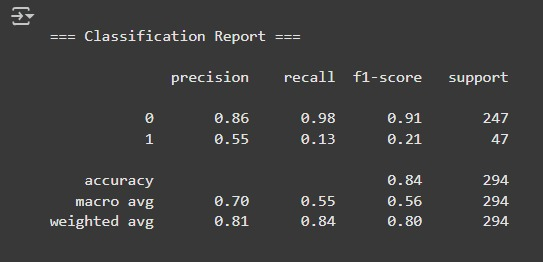 === Classification Report ===
precision recall f1-score support
0 0.86 0.98 0.91 247
1 0.55 0.13 0.21 47
accuracy 0.84 294
macro avg 0.70 0.55 0.56 294
weighted avg 0.81 0.84 0.80 294